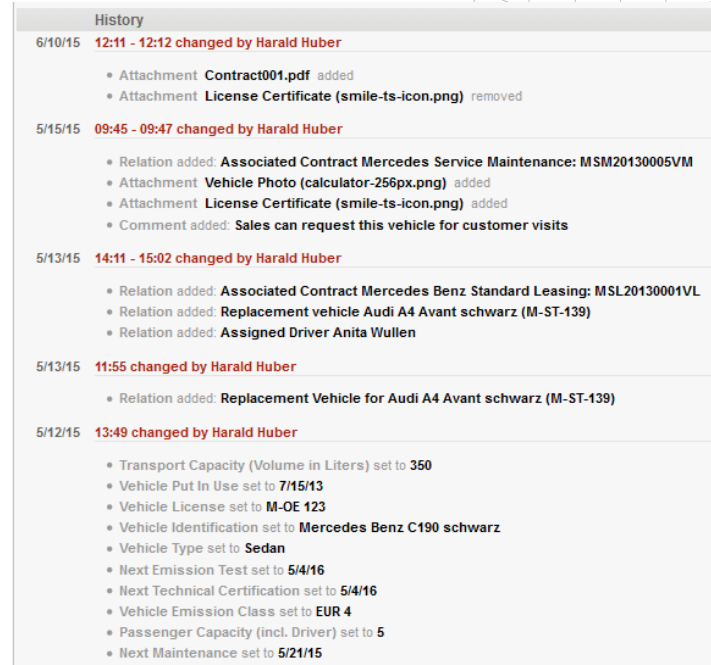 History
6/10/15 12:11 - 12:12 changed by Harald Huber
• Attachment Contract001.pdf added
• Attachment License Certificate (smile-ts-icon.png) removed
5/15/15 09:45 - 09:47 changed by Harald Huber
• Relation added: Associated Contract Mercedes Service Maintenance: MSM20130005VM
• Attachment Vehicle Photo (calculator-256px.png) added
• Attachment License Certificate (smile-ts-icon.png) added
• Comment added: Sales can request this vehicle for customer visits
5/13/15 14:11 - 15:02 changed by Harald Huber
• Relation added: Associated Contract Mercedes Benz Standard Leasing: MSL20130001VL
• Relation added: Replacement vehicle Audi A4 Avant schwarz (M-ST-139)
• Relation added: Assigned Driver Anita Wullen
5/13/15 11:55 changed by Harald Huber
• Relation added: Replacement Vehicle for Audi A4 Avant schwarz (M-ST-139)
5/12/15 13:49 changed by Harald Huber
• Transport Capacity (Volume in Liters) set to 350
• Vehicle Put In Use set to 7/15/13
• Vehicle License set to M-OE 123
• Vehicle Identification set to Mercedes Benz C190 schwarz
• Vehicle Type set to Sedan
• Next Emission Test set to 5/4/16
• Next Technical Certification set to 5/4/16
• Vehicle Emission Class set to EUR 4
• Passenger Capacity (incl. Driver) set to 5
• Next Maintenance set to 5/21/15